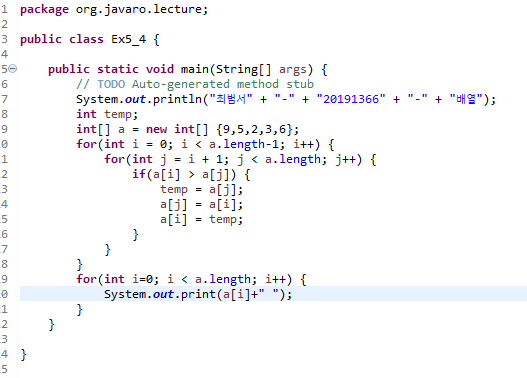 1 package org.javaro.lecture;
2
3 public class Ex5_4 {
4
5 public static void main(String[] args) {
6 // TODO Auto-generated method stub
7 System.out.println("최범서" + "-" + "20191366" + "-" + "배열");
8 int temp;
9 int[] a = new int[] {9,5,2,3,6};
0 for(int i = 0; i < a.length-1; i++) {
1 for(int j = i + 1; j < a.length; j++) {
2 if(a[i] > a[j]) {
3 temp = a[j];
4 a[j] = a[i];
5 a[i] = temp;
6 }
7 }
8 }
9 for(int i=0; i < a.length; i++) {
0 System.out.print(a[i]+" ");
1 }
2 }
3
4 }
5